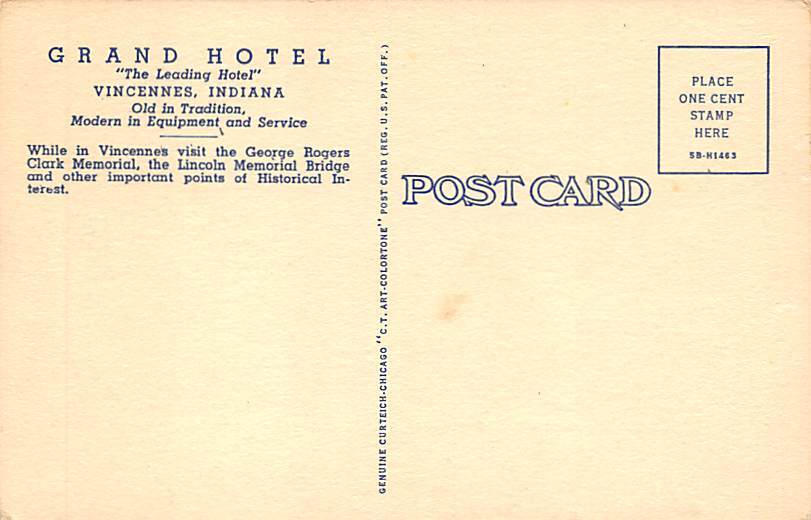 GRAND HOTEL
"The Leading Hotel"
VINCENNES, INDIANA
Old in Tradition,
Modern in Equipment and Service
While in Vincennes visit the George Rogers
Clark Memorial, the Lincoln Memorial Bridge
and other important points of Historical In-
terest.
GENUINE CURTEICH-CHICAGO "C.T. ART-COLORTONE" POST CARD (REG. U.S. PAT. OFF.)
POST CARD
PLACE
ONE CENT
STAMP
HERE
5B-H1463